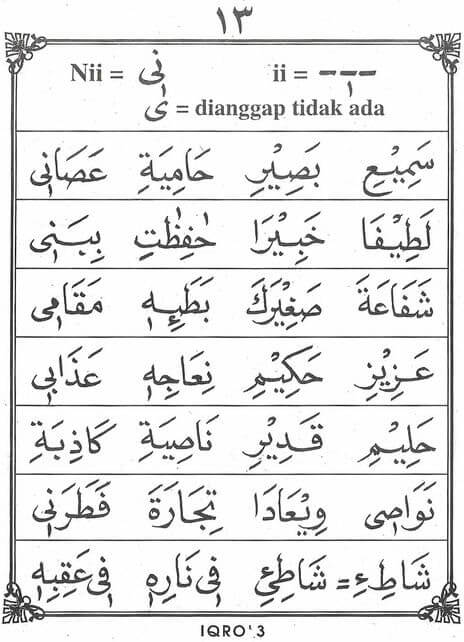 ١٣
Nii = نٖى ii = ---ٖ
ى = dianggap tidak ada
سَمِيْعِ بَصِيْرِ حَامِيَةِ عَصَانٖى
لَطِيْفَا خَبِيْرَا حٰفِظٰتِ بِبَنٖى
شَفَاعَةَ صَغِيْرَكَ بَطَـِٔهٖ مَقَامٖى
عَزِيْزِ حَكِيْمِ نِعَاجِهٖ عَذَابٖى
حَلِيْمِ قَدِيْرِ نَاصِيَةِ كَاذِبَةِ
نَوَاصٖى وِيْعَادَا تِجَارَةَ فَطَرَنٖى
شَاطِـِٔ = شَاطِئِ فٖى نَارِهٖ فٖى عَقِبِهٖ
IQRO' 3